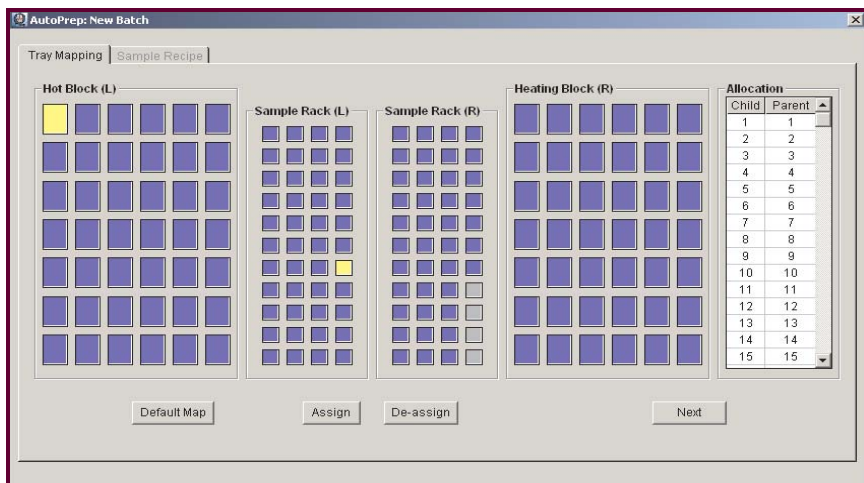 AutoPrep: New Batch
Tray Mapping Sample Recipe
Hot Block (L)
Sample Rack (L)
Sample Rack (R)
Heating Block (R)
Allocation
Child Parent
1 1
2 2
3 3
4 4
5 5
6 6
7 7
8 8
9 9
10 10
11 11
12 12
13 13
14 14
15 15
Default Map Assign De-assign Next